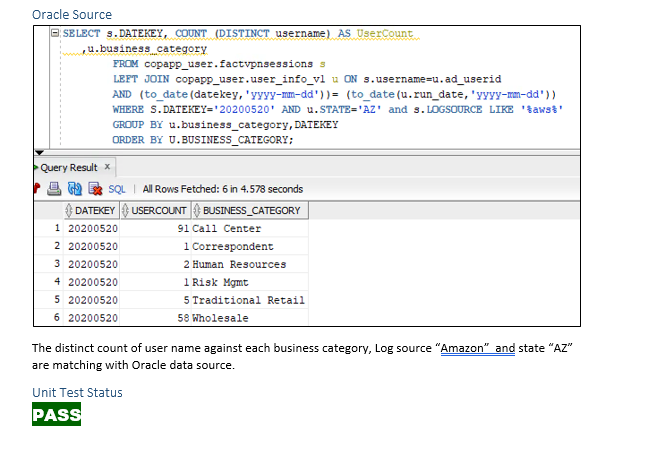 Oracle Source
SELECT s.DATEKEY, COUNT (DISTINCT username) AS UserCount
,u.business_category
FROM copapp_user.factvpnsessions s
LEFT JOIN copapp_user.user_info_vl u ON s.username=u.ad_userid
AND (to_date(datekey,'yyyy-mm-dd'))= (to_date(u.run_date,'yyyy-mm-dd'))
WHERE S.DATEKEY='20200520' AND u.STATE='AZ' and s.LOGSOURCE LIKE '%aws%'
GROUP BY u.business_category,DATEKEY
ORDER BY U.BUSINESS_CATEGORY;
Query Result x
SQL | All Rows Fetched: 6 in 4.578 seconds
DATEKEY USERCOUNT BUSINESS_CATEGORY
1 20200520 91 Call Center
2 20200520 1 Correspondent
3 20200520 2 Human Resources
4 20200520 1 Risk Mgmt
5 20200520 5 Traditional Retail
6 20200520 58 Wholesale
The distinct count of user name against each business category, Log source “Amazon” and state “AZ”
are matching with Oracle data source.
Unit Test Status
PASS